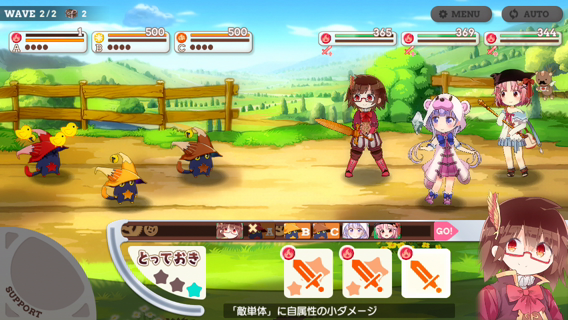 WAVE 2/2 2
MENU
AUTO
1
500
500
A
B
C
365
369
344
B
C
GO!
とっておき
SUPPORT
「敵単体」に自属性の小ダメージ